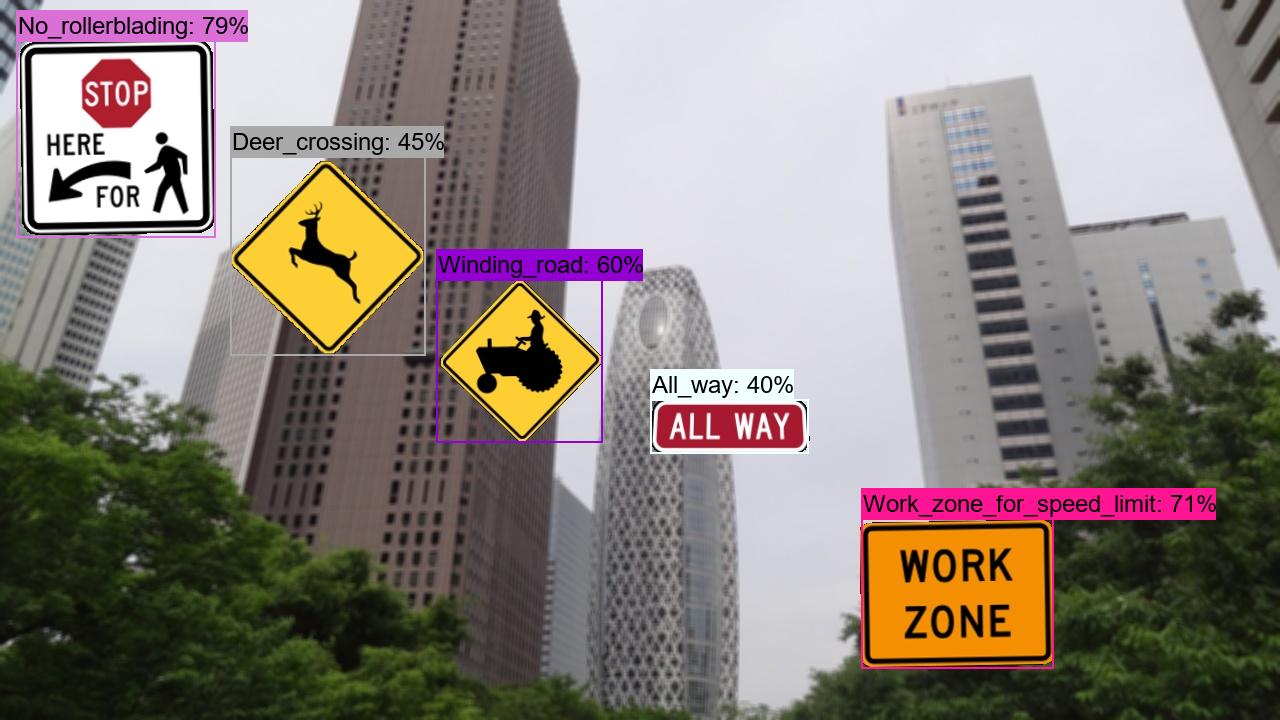 No_rollerblading: 79%
STOP
HERE
FOR
Deer_crossing: 45%
Winding_road: 60%
All_way: 40%
ALL WAY
Work_zone_for_speed_limit: 71%
WORK
ZONE